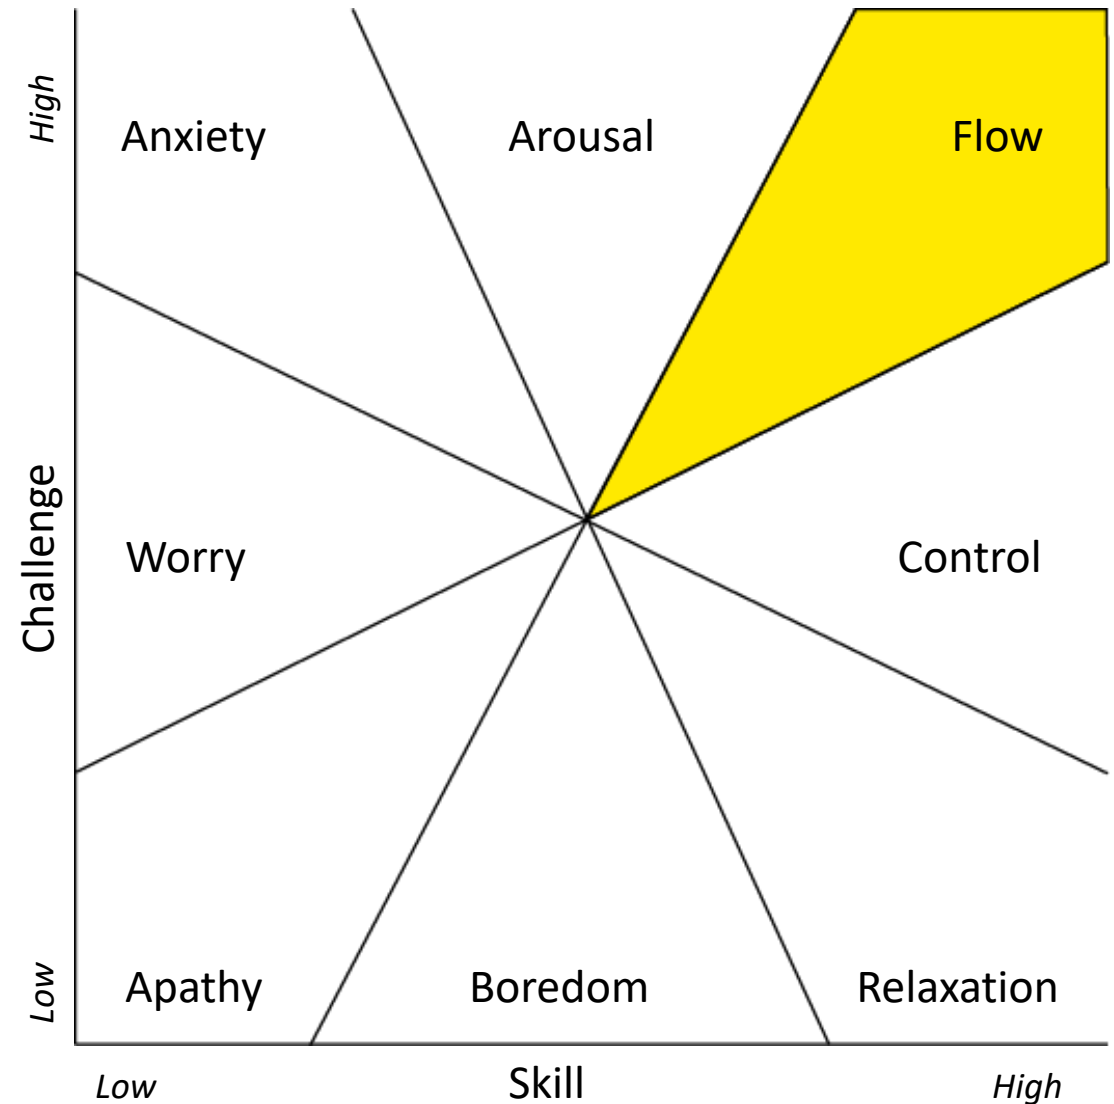 High
Anxiety
Arousal
Flow
Challenge
Worry
Control
Low
Apathy
Boredom
Relaxation
Low
Skill
High